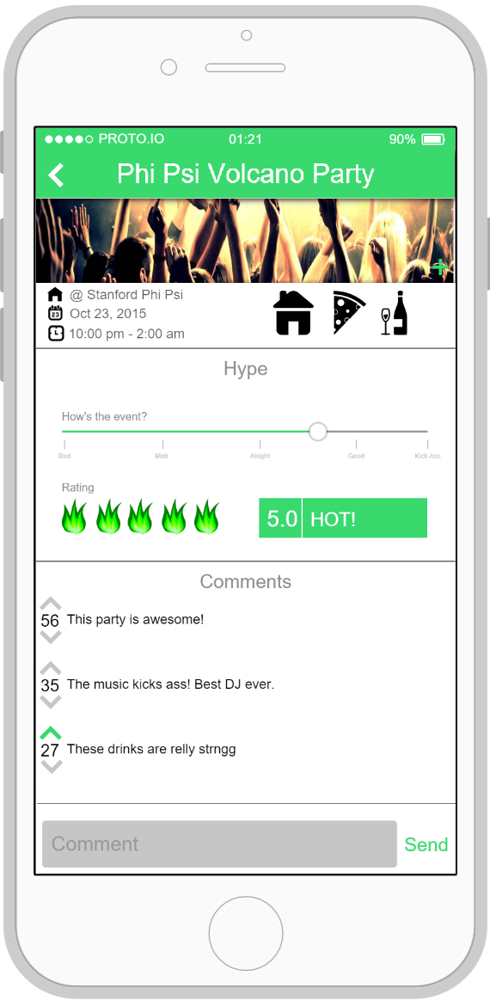 PROTO.IO 01:21 90%
Phi Psi Volcano Party
@ Stanford Phi Psi
23 Oct 23, 2015
10:00 pm - 2:00 am
Hype
How's the event?
Bad Meh Alright Good Kick Ass
Rating
5.0 HOT!
Comments
56 This party is awesome!
35 The music kicks ass! Best DJ ever.
27 These drinks are relly strngg
Comment Send